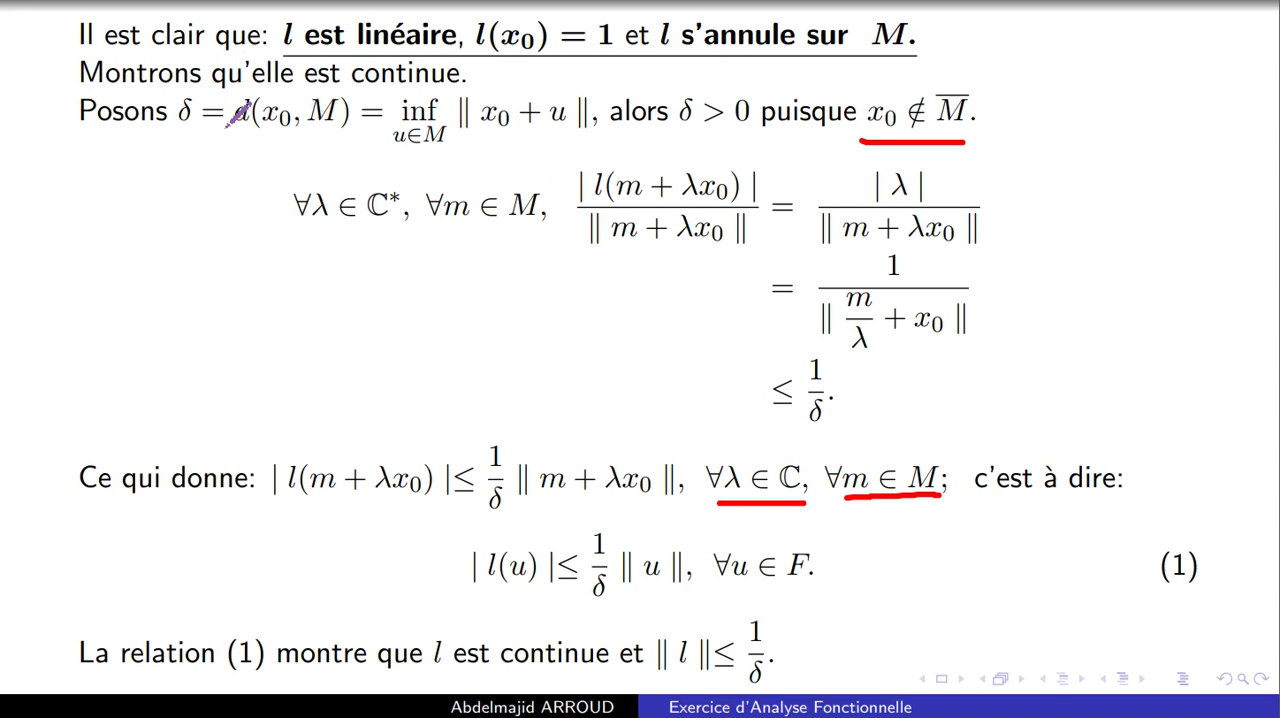 Il est clair que: l est linéaire, l(x₀) = 1 et l s'annule sur M.
Montrons qu'elle est continue.
Posons δ = d(x₀, M) = inf_{u∈M} ‖ x₀ + u ‖, alors δ > 0 puisque x₀ ∉ M̅.
∀λ ∈ ℂ*, ∀m ∈ M, | l(m + λx₀) | / ‖ m + λx₀ ‖ = | λ | / ‖ m + λx₀ ‖
= 1 / ‖ m/λ + x₀ ‖
≤ 1/δ.
Ce qui donne: | l(m + λx₀) |≤ 1/δ ‖ m + λx₀ ‖, ∀λ ∈ ℂ, ∀m ∈ M; c'est à dire:
| l(u) |≤ 1/δ ‖ u ‖, ∀u ∈ F. (1)
La relation (1) montre que l est continue et ‖ l ‖≤ 1/δ.
Abdelmajid ARROUD Exercice d'Analyse Fonctionnelle